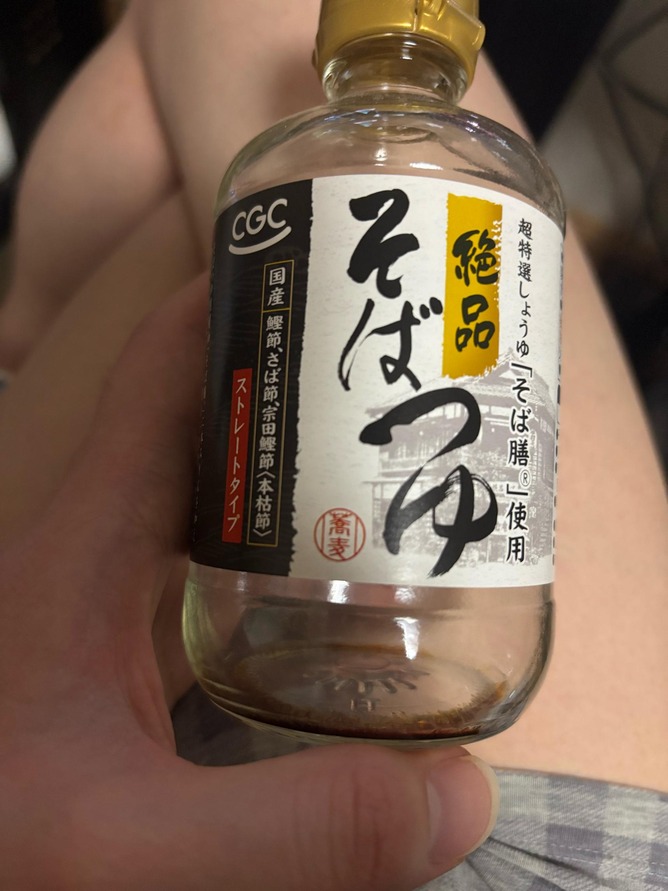 CGC
超特選しょうゆ「そば膳®」使用
絶品
そばつゆ
蕎麦
国産
鰹節、さば節、宗田鰹節〈本枯節〉
ストレートタイプ